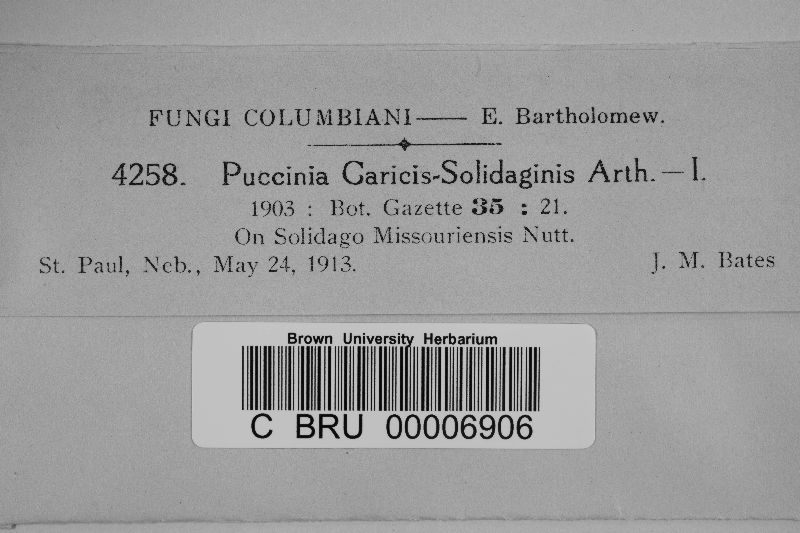 FUNGI COLUMBIANI—— E. Bartholomew.
4258. Puccinia Caricis-Solidaginis Arth.—I.
1903 : Bot. Gazette 35 : 21.
On Solidago Missouriensis Nutt.
St. Paul, Neb., May 24, 1913. J. M. Bates
Brown University Herbarium
C BRU 00006906